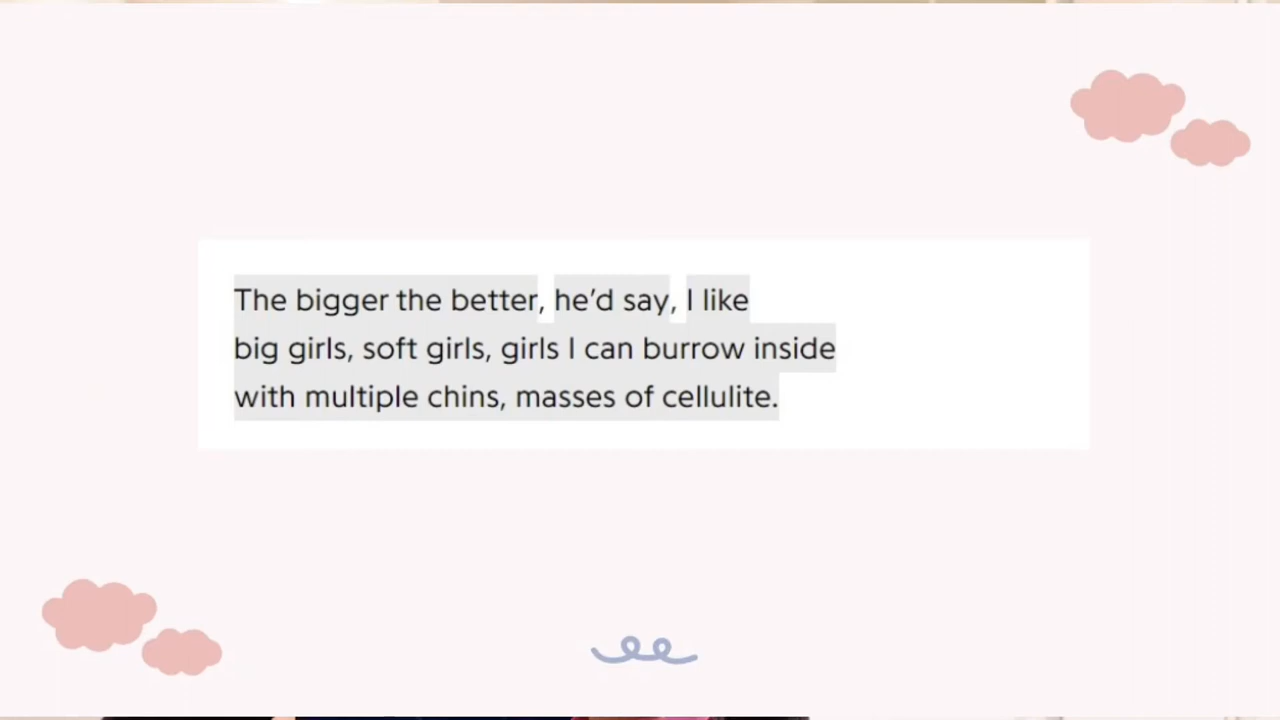 The bigger the better, he’d say, I like
big girls, soft girls, girls I can burrow inside
with multiple chins, masses of cellulite.